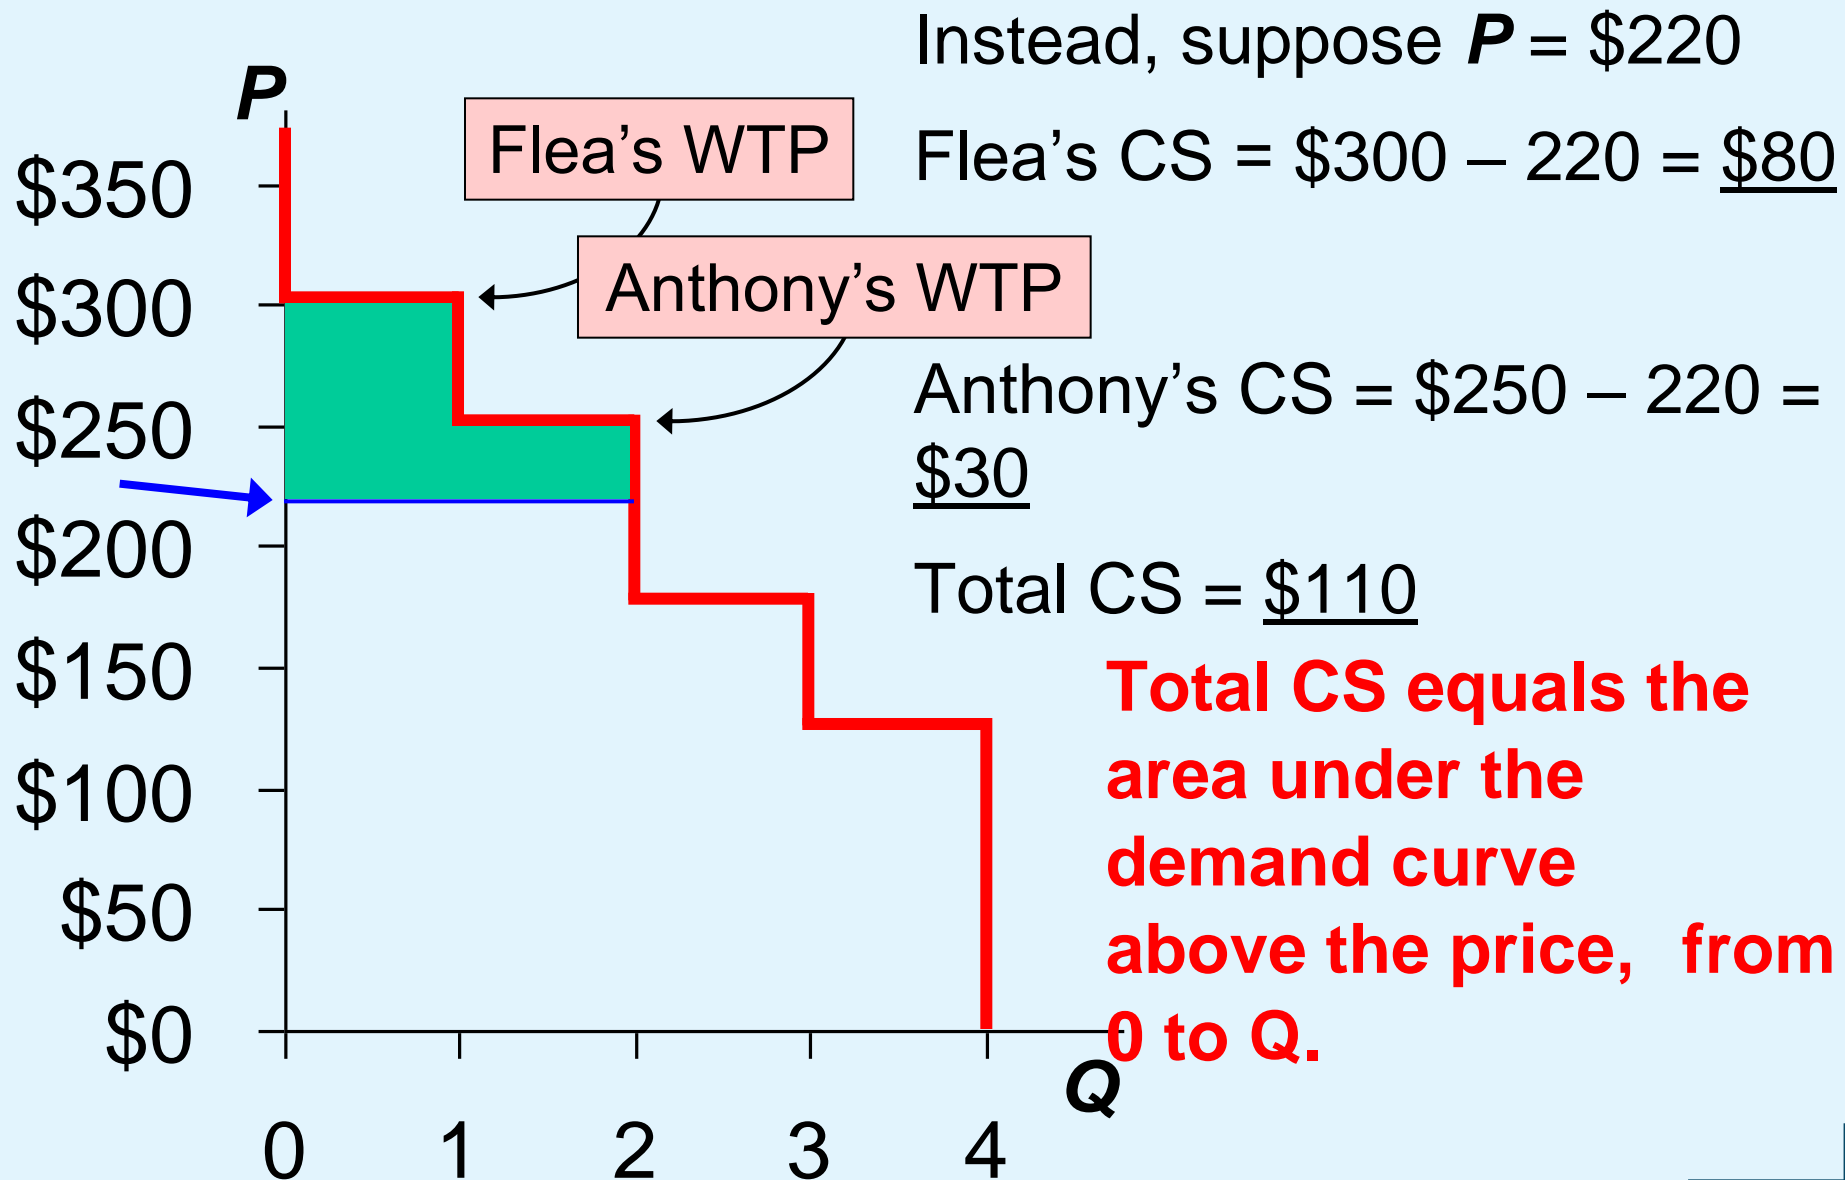 Instead, suppose P = $220
P
Flea’s WTP
Flea’s CS = $300 – 220 = $80
$350
Anthony’s WTP
$300
Anthony’s CS = $250 – 220 =
$30
$250
$200
Total CS = $110
$150
Total CS equals the
area under the
demand curve
above the price, from
0 to Q.
$100
$50
$0
Q
0 1 2 3 4